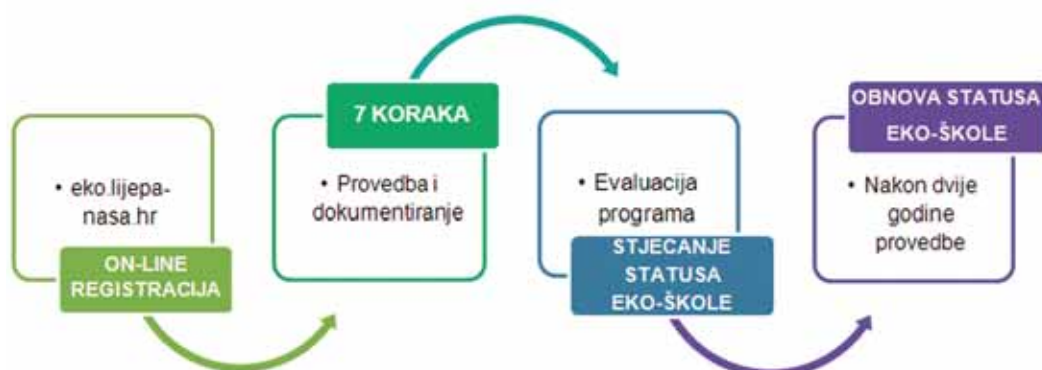 • eko.lijepa-
nasa.hr
ON-LINE
REGISTRACIJA
7 KORAKA
• Provedba i
dokumentiranje
• Evaluacija
programa
STJECANJE
STATUSA
EKO-ŠKOLE
OBNOVA STATUSA
EKO-ŠKOLE
• Nakon dvije
godine
provedbe